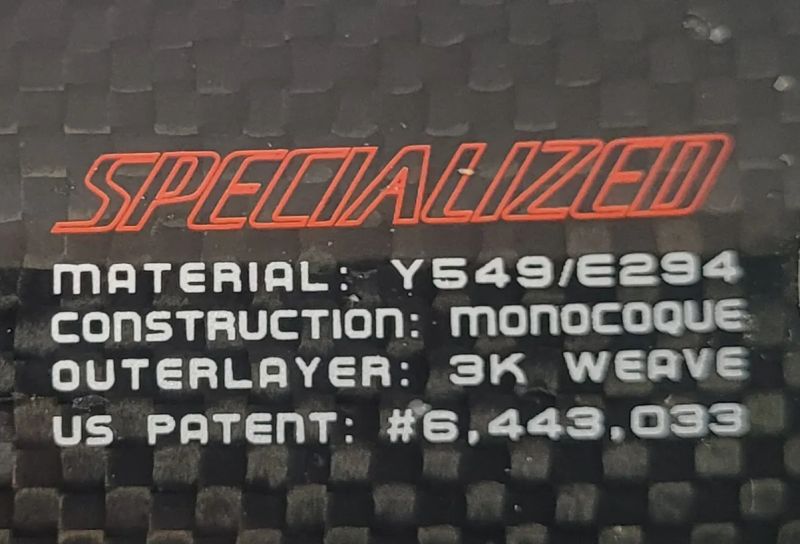 SPECIALIZED
MATERIAL: Y549/E294
CONSTRUCTION: MONOCOQUE
OUTERLAYER: 3K WEAVE
US PATENT: #6,443,033